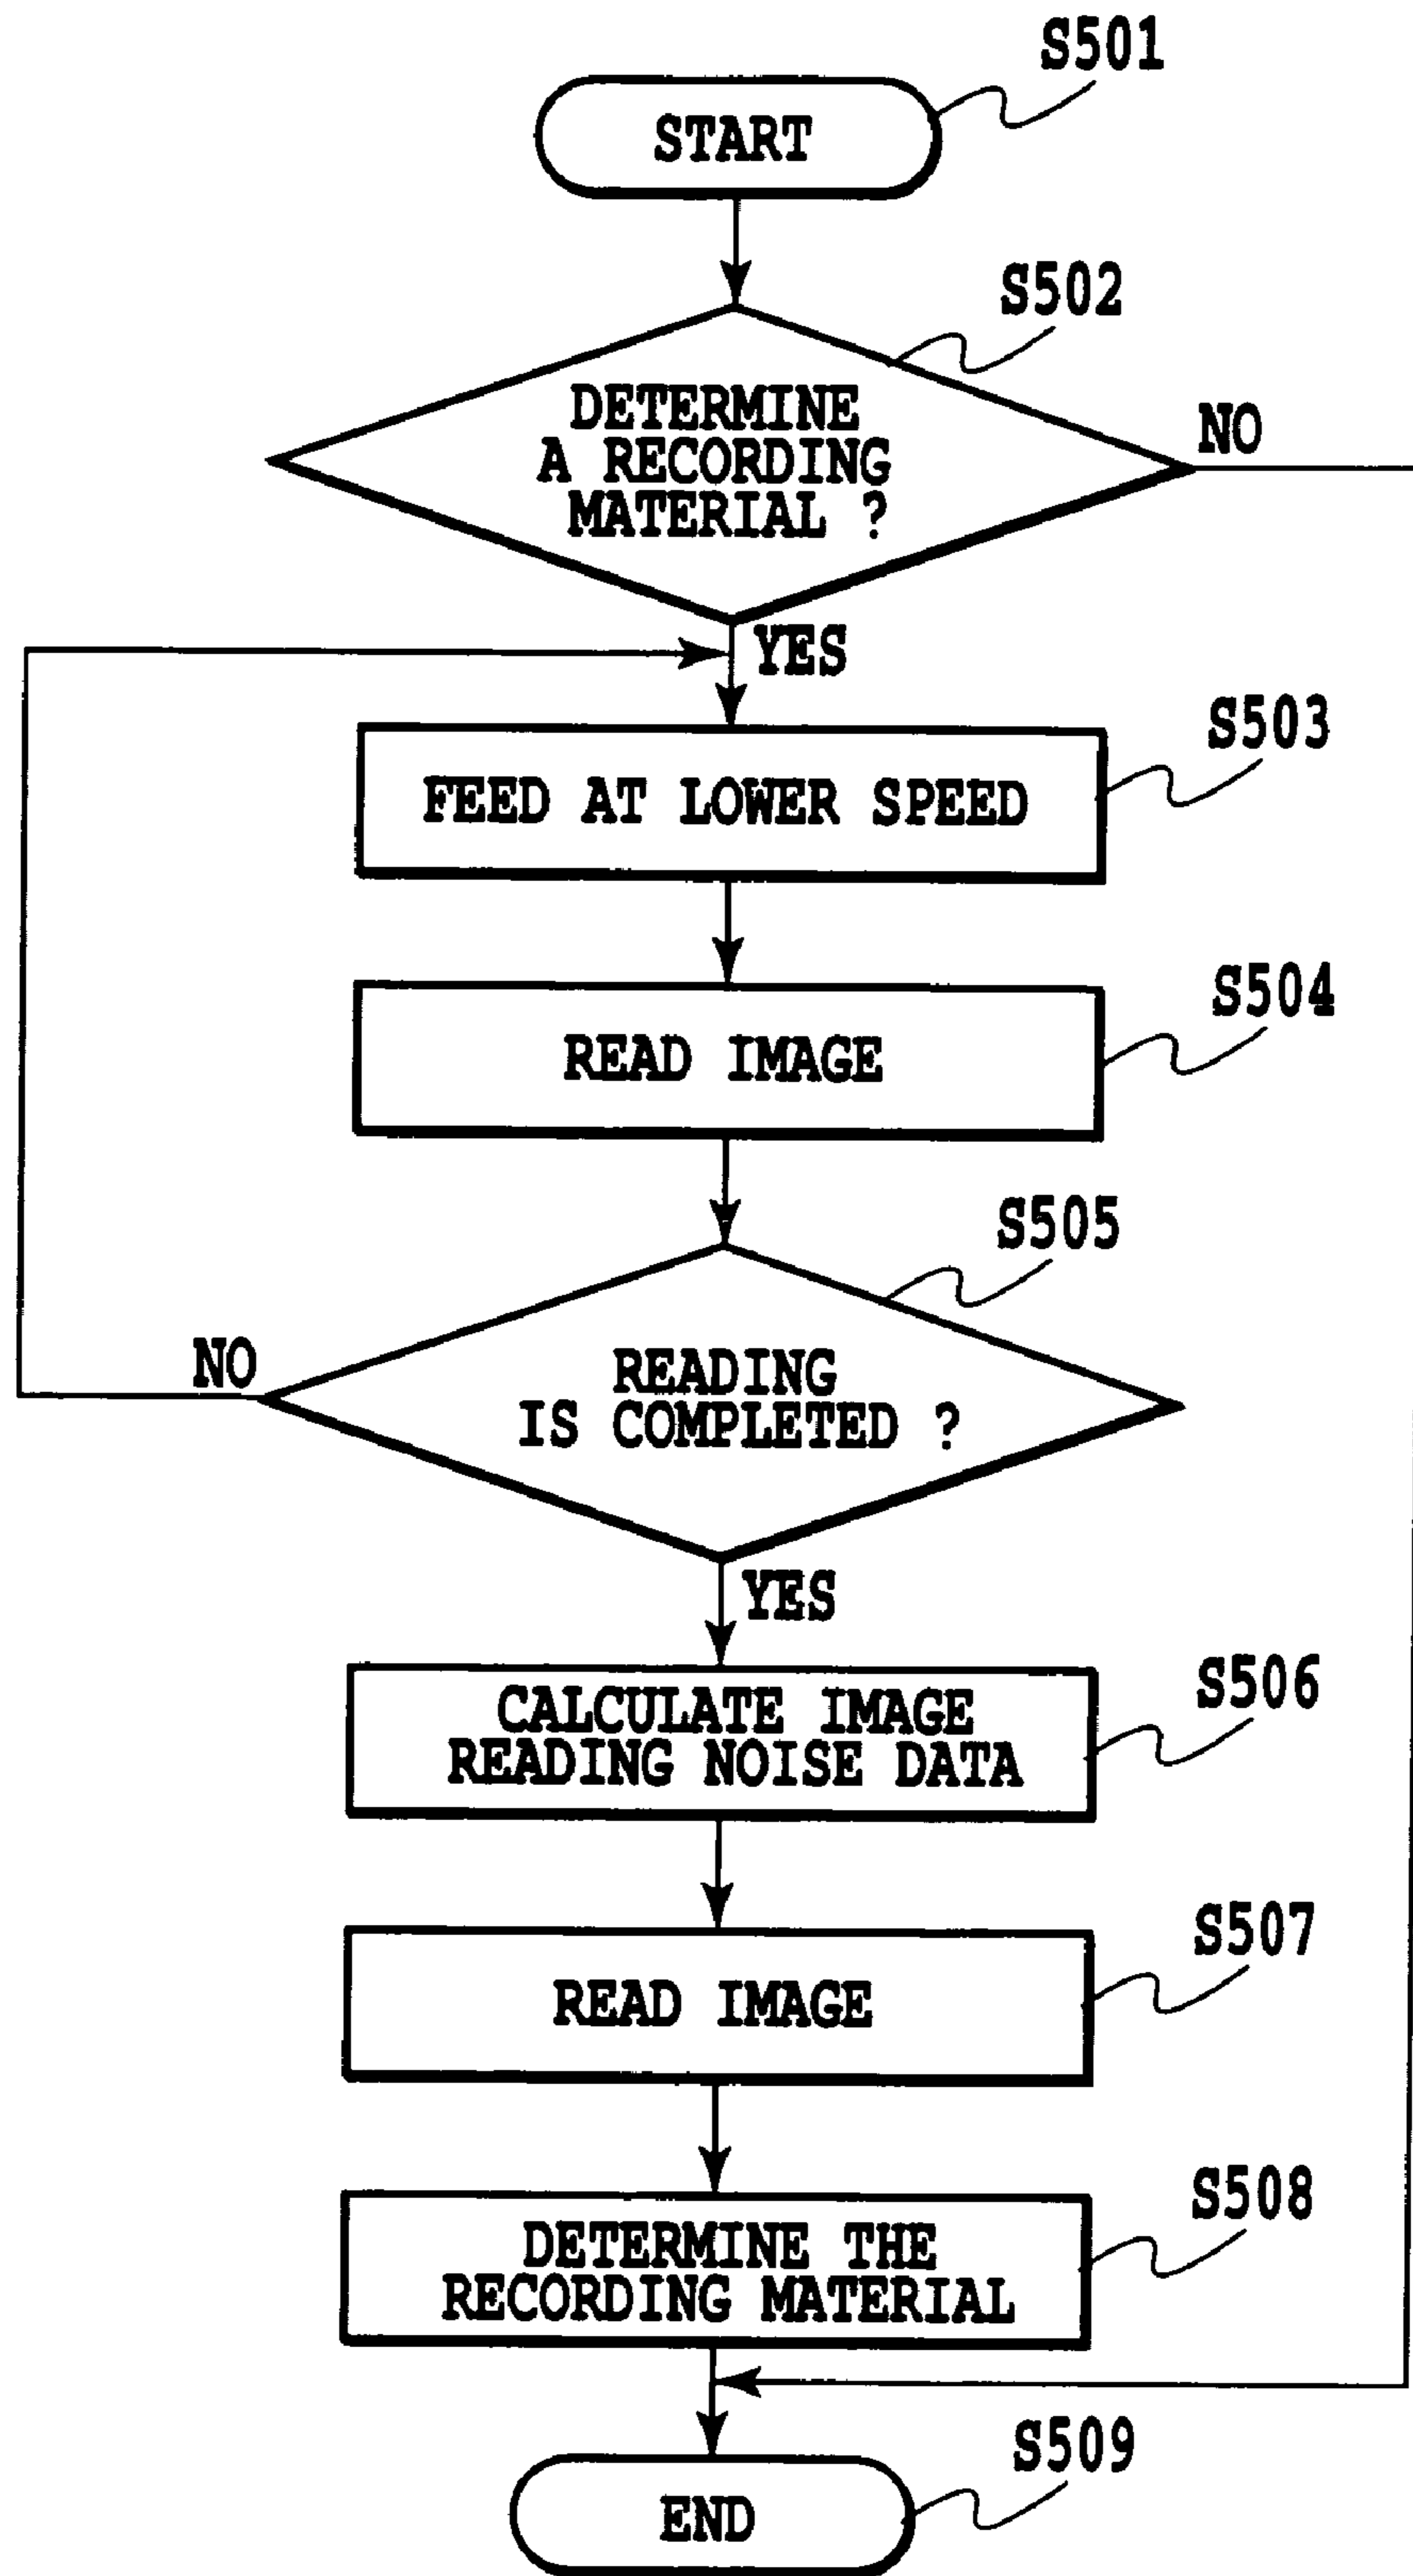 S501
START
S502
DETERMINE
A RECORDING
MATERIAL ?
NO
YES
S503
FEED AT LOWER SPEED
S504
READ IMAGE
S505
NO
READING
IS COMPLETED ?
YES
S506
CALCULATE IMAGE
READING NOISE DATA
S507
READ IMAGE
S508
DETERMINE THE
RECORDING MATERIAL
S509
END